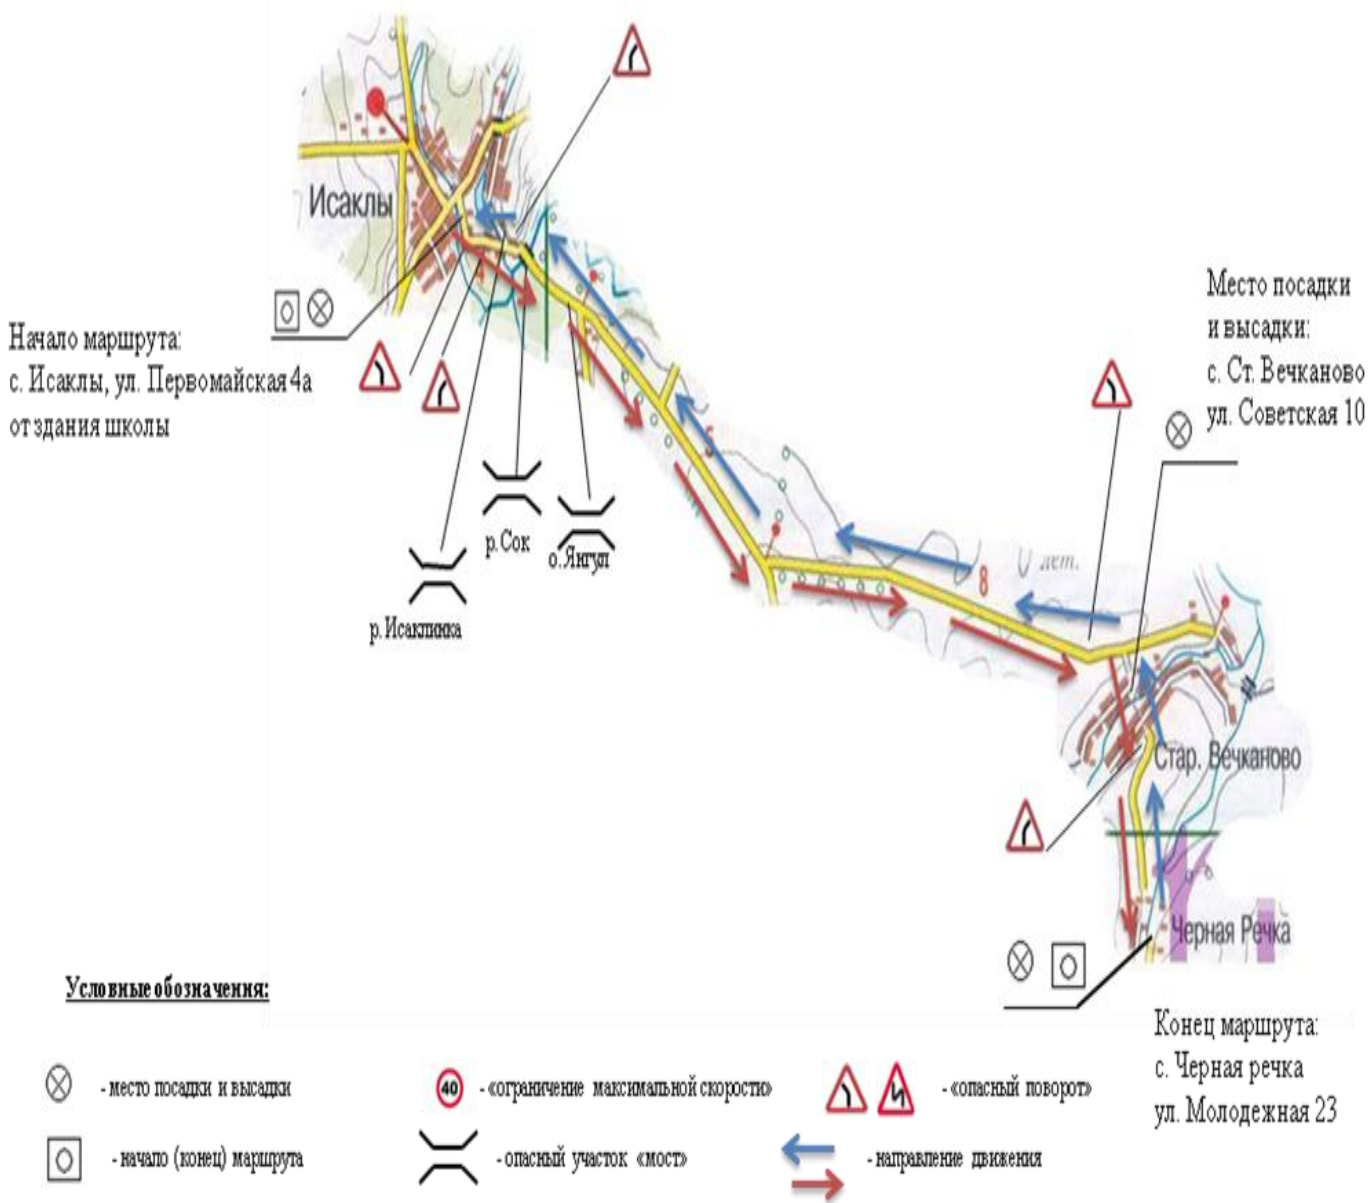 Исаклы
Начало маршрута:
с. Исаклы, ул. Первомайская 4а
от здания школы
Место посадки
и высадки:
с. Ст. Вечканово
ул. Советская 10
р. Сок
о. Янгул
р. Исаклинка
5
8
лет.
Стар. Вечканово
Черная Речка
Конец маршрута:
с. Черная речка
ул. Молодежная 23
Условные обозначения:
- место посадки и высадки
40 - «ограничение максимальной скорости»
- «опасный поворот»
- начало (конец) маршрута
- опасный участок «мост»
- направление движения